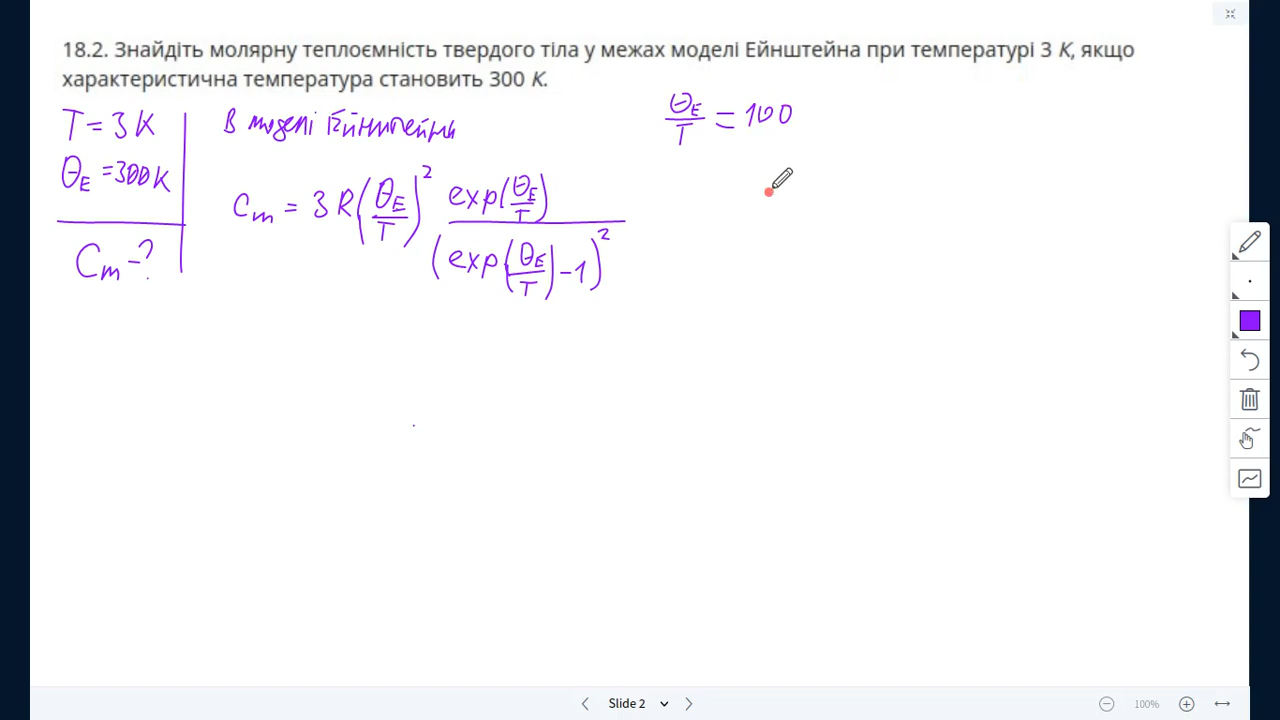 18.2. Знайдіть молярну теплоємність твердого тіла у межах моделі Ейнштейна при температурі 3 К, якщо
характеристична температура становить 300 К.
T = 3 K
θ_E = 300 K
C_m - ?
В моделі Ейнштейна
C_m = 3 R (θ_E/T)^2 exp(θ_E/T) / (exp(θ_E/T) - 1)^2
θ_E/T = 100
Slide 2
100%